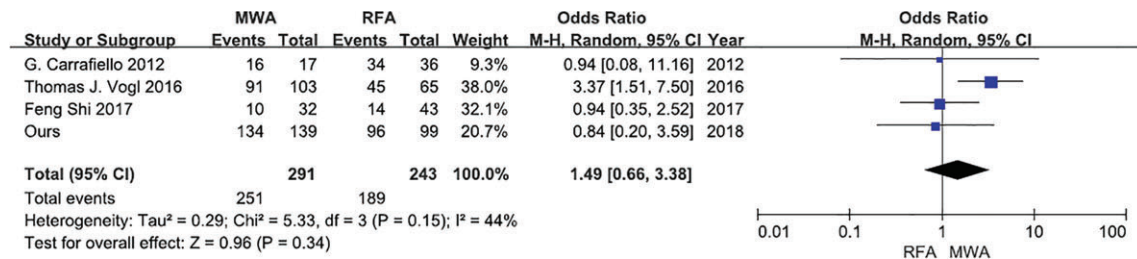 MWA RFA Odds Ratio Odds Ratio
Study or Subgroup Events Total Events Total Weight M-H, Random, 95% CI Year M-H, Random, 95% CI
G. Carrafiello 2012 16 17 34 36 9.3% 0.94 [0.08, 11.16] 2012
Thomas J. Vogl 2016 91 103 45 65 38.0% 3.37 [1.51, 7.50] 2016
Feng Shi 2017 10 32 14 43 32.1% 0.94 [0.35, 2.52] 2017
Ours 134 139 96 99 20.7% 0.84 [0.20, 3.59] 2018
Total (95% CI) 291 243 100.0% 1.49 [0.66, 3.38]
Total events 251 189
Heterogeneity: Tau² = 0.29; Chi² = 5.33, df = 3 (P = 0.15); I² = 44%
Test for overall effect: Z = 0.96 (P = 0.34)
0.01 0.1 1 10 100
RFA MWA